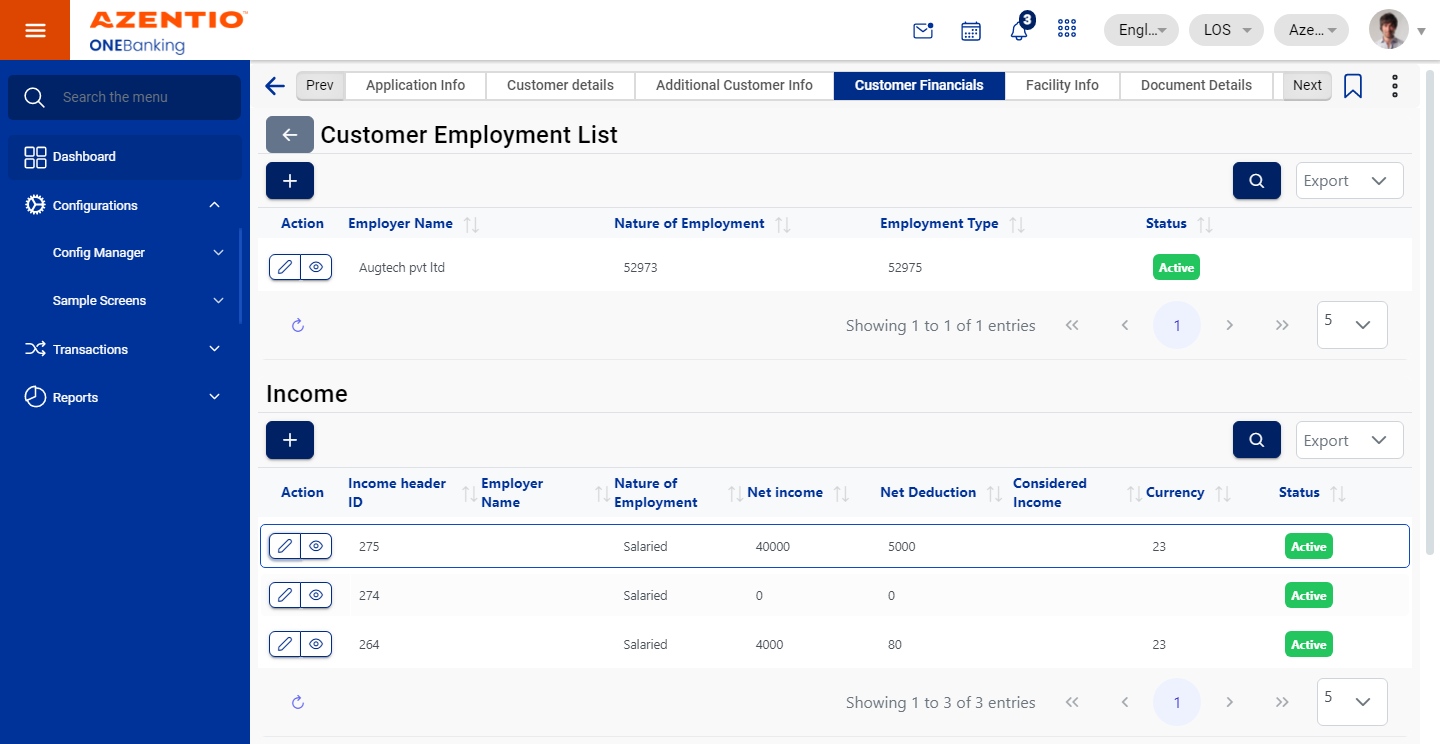 AZENTIO™
ONEBanking
3
Engl...
LOS
Aze...
Search the menu
Dashboard
Configurations
Config Manager
Sample Screens
Transactions
Reports
Prev
Application Info
Customer details
Additional Customer Info
Customer Financials
Facility Info
Document Details
Next
Customer Employment List
Export
Action Employer Name Nature of Employment Employment Type Status
Augtech pvt ltd 52973 52975 Active
Showing 1 to 1 of 1 entries
1
5
Income
Export
Action
Income header
ID
Employer
Name
Nature of
Employment
Net income
Net Deduction
Considered
Income
Currency
Status
275 Salaried 40000 5000 23 Active
274 Salaried 0 0 Active
264 Salaried 4000 80 23 Active
Showing 1 to 3 of 3 entries
1
5